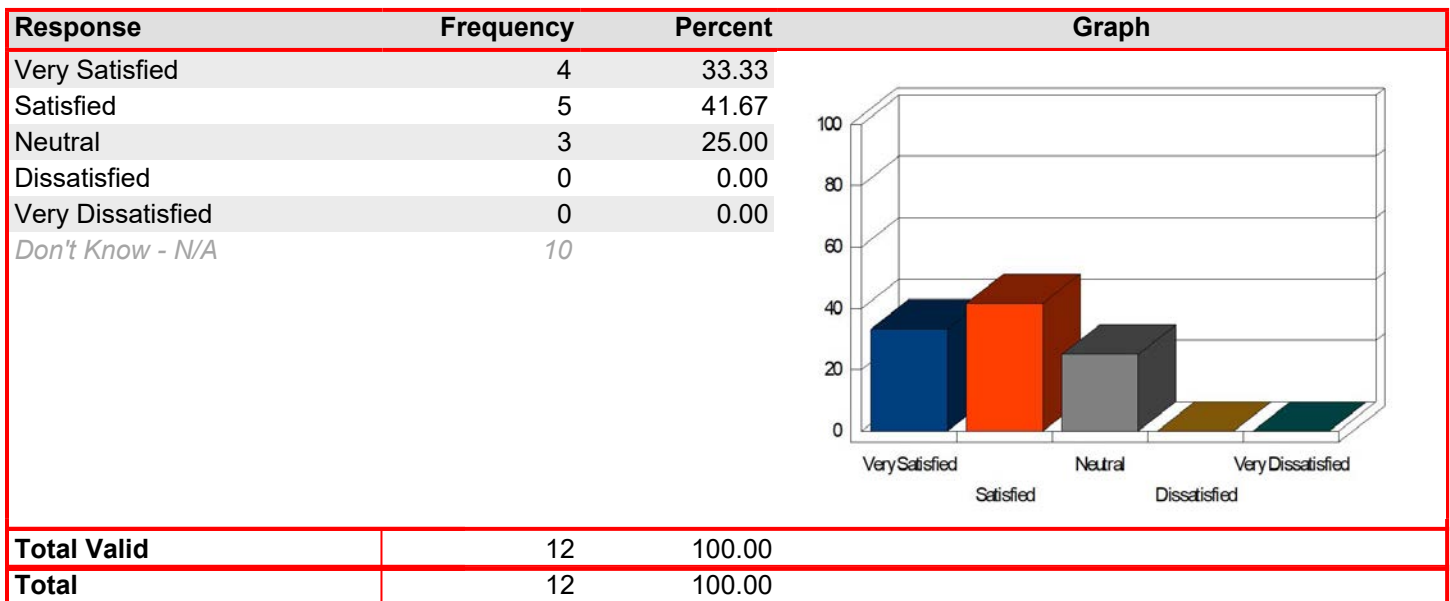 Response Frequency Percent Graph
Very Satisfied 4 33.33
Satisfied 5 41.67
Neutral 3 25.00
Dissatisfied 0 0.00
Very Dissatisfied 0 0.00
Don't Know - N/A 10
100
80
60
40
20
0
Very Satisfied Neutral Very Dissatisfied
Satisfied Dissatisfied
Total Valid 12 100.00
Total 12 100.00